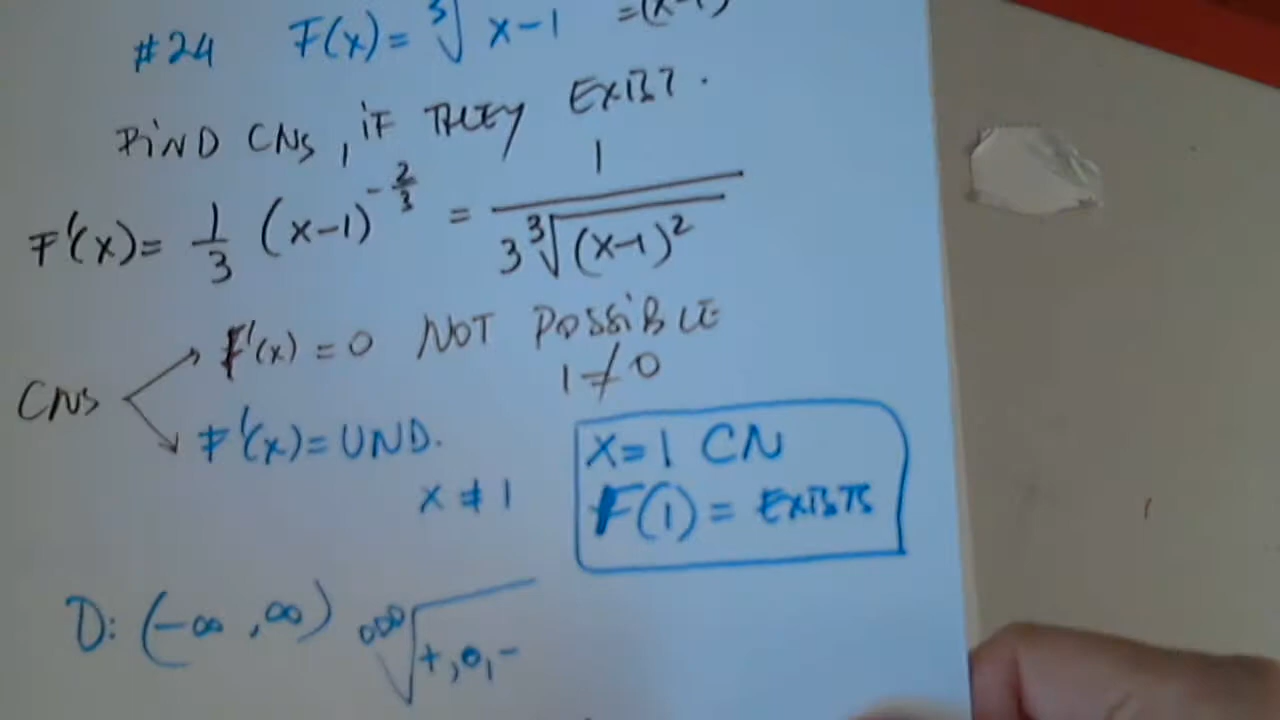 #24 F(x) = ∛x-1 =(x-1)
FIND CNS, IF THEY EXIST.
F'(x) = 1/3 (x-1)^-2/3 = 1/3∛(x-1)²
CNS F'(x) = 0 NOT POSSIBLE
1 ≠ 0
F'(x) = UND.
x ≠ 1
x=1 CN
F(1) = EXISTS
D: (-∞, ∞) ODD√+,0,-